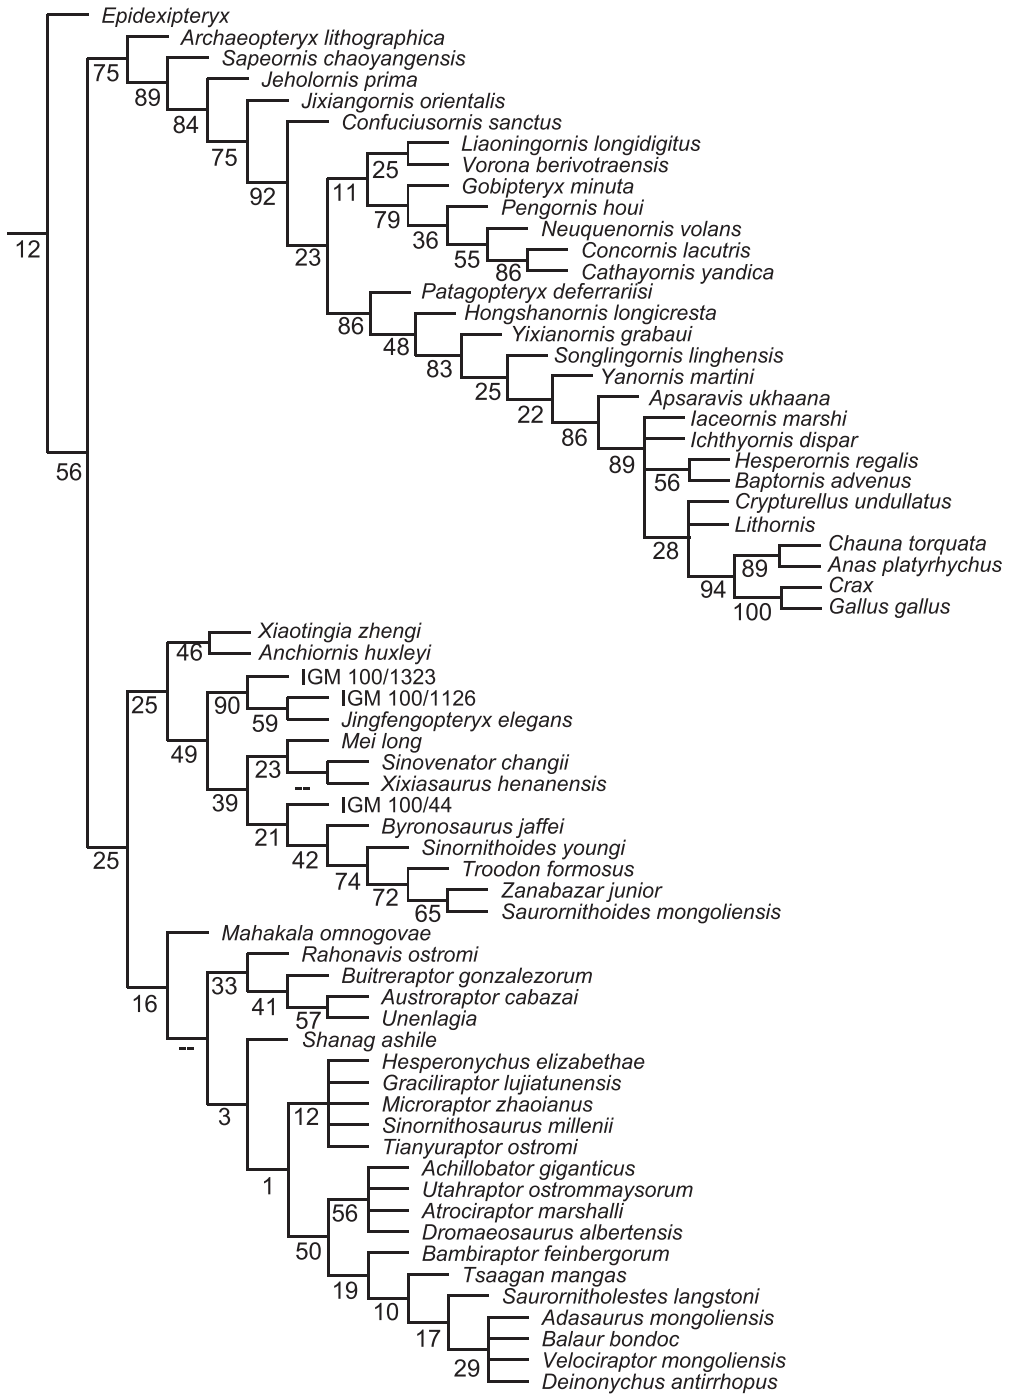 Epidexipteryx
Archaeopteryx lithographica
75
Sapeornis chaoyangensis
89
Jeholornis prima
84
Jixiangornis orientalis
75
Confuciusornis sanctus
92
Liaoningornis longidigitus
25
Vorona berivotraensis
11
Gobipteryx minuta
79
Pengornis houi
36
Neuquenornis volans
12
23
55
Concornis lacutris
86
Cathayornis yandica
Patagopteryx deferrariisi
86
Hongshanornis longicresta
48
Yixianornis grabaui
83
Songlingornis linghensis
25
Yanornis martini
22
Apsaravis ukhaana
86
Iaceornis marshi
Ichthyornis dispar
89
Hesperornis regalis
56
56
Baptornis advenus
Crypturellus undullatus
Lithornis
28
Chauna torquata
89
Anas platyrhychus
94
Crax
100
Gallus gallus
Xiaotingia zhengi
46
Anchiornis huxleyi
IGM 100/1323
25
90
IGM 100/1126
59
Jingfengopteryx elegans
49
Mei long
23
Sinovenator changii
--
Xixiasaurus henanensis
39
IGM 100/44
21
Byronosaurus jaffei
25
42
Sinornithoides youngi
74
Troodon formosus
72
Zanabazar junior
65
Saurornithoides mongoliensis
Mahakala omnogovae
Rahonavis ostromi
33
Buitreraptor gonzalezorum
16
41
Austroraptor cabazai
57
Unenlagia
--
Shanag ashile
Hesperonychus elizabethae
Graciliraptor lujiatunensis
3
12
Microraptor zhaoianus
Sinornithosaurus millenii
Tianyuraptor ostromi
1
Achillobator giganticus
Utahraptor ostrommaysorum
56
Atrociraptor marshalli
Dromaeosaurus albertensis
50
Bambiraptor feinbergorum
19
Tsaagan mangas
10
Saurornitholestes langstoni
17
Adasaurus mongoliensis
Balaur bondoc
29
Velociraptor mongoliensis
Deinonychus antirrhopus